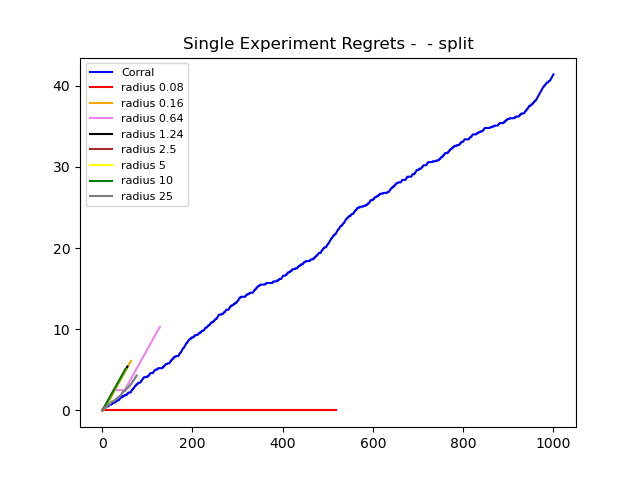 Single Experiment Regrets -  - split
Corral
radius 0.08
radius 0.16
radius 0.64
radius 1.24
radius 2.5
radius 5
radius 10
radius 25
40
30
20
10
0
0 200 400 600 800 1000